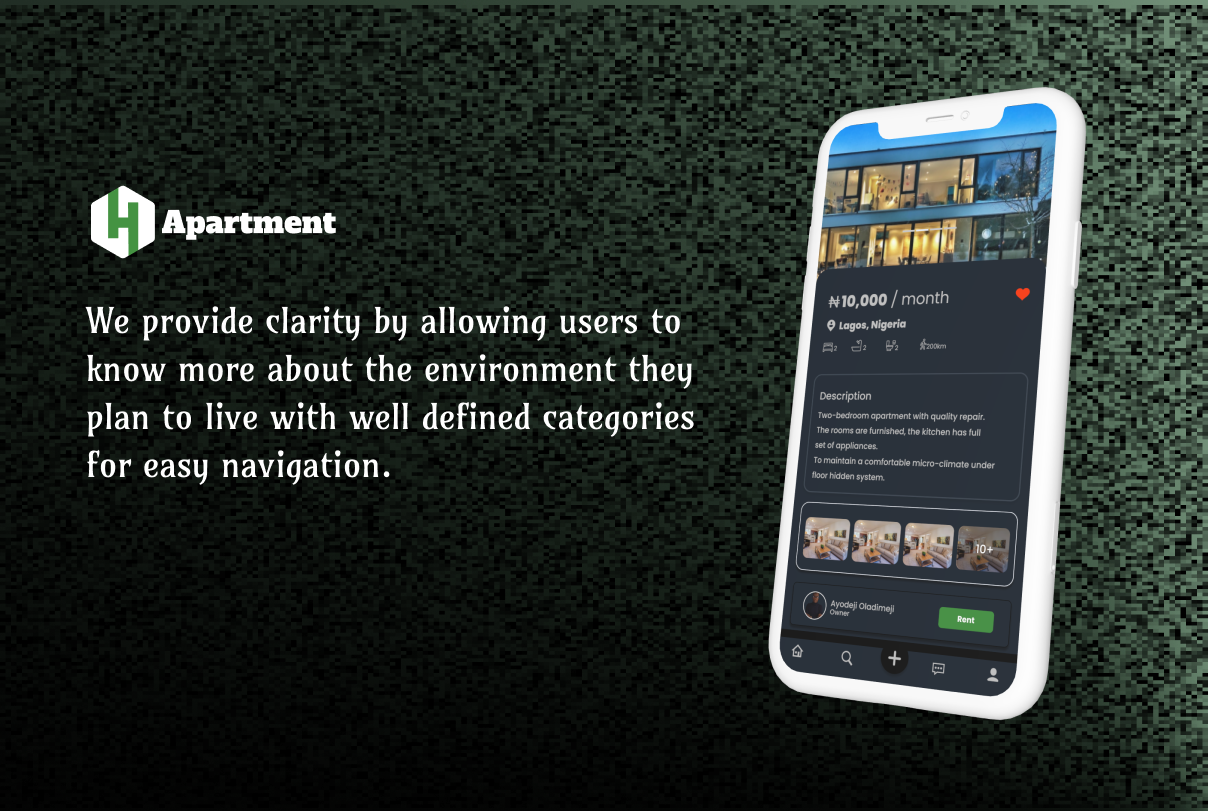 H Apartment
We provide clarity by allowing users to
know more about the environment they
plan to live with well defined categories
for easy navigation.
₦10,000 / month
Lagos, Nigeria
2 2 2 200km
Description
Two-bedroom apartment with quality repair.
The rooms are furnished, the kitchen has full
set of appliances.
To maintain a comfortable micro-climate under
floor hidden system.
10+
Ayodeji Oladimeji
Owner
Rent